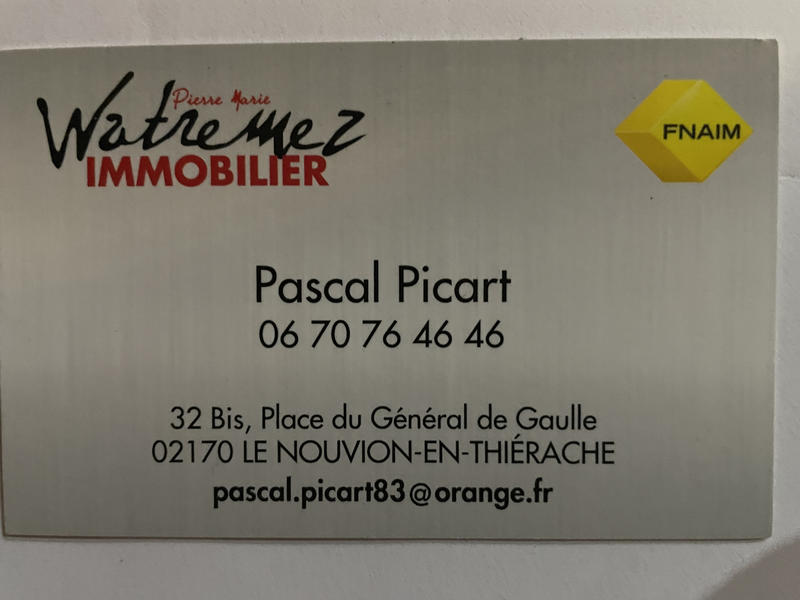 Pierre Marie
Watremez
IMMOBILIER
FNAIM
Pascal Picart
06 70 76 46 46
32 Bis, Place du Général de Gaulle
02170 LE NOUVION-EN-THIÉRACHE
pascal.picart83@orange.fr